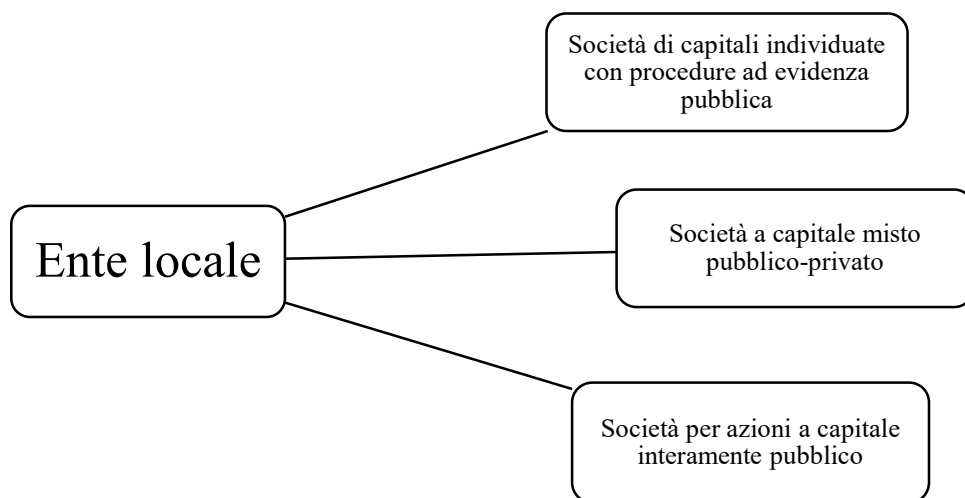 Società di capitali individuate
con procedure ad evidenza
pubblica
Ente locale
Società a capitale misto
pubblico-privato
Società per azioni a capitale
interamente pubblico